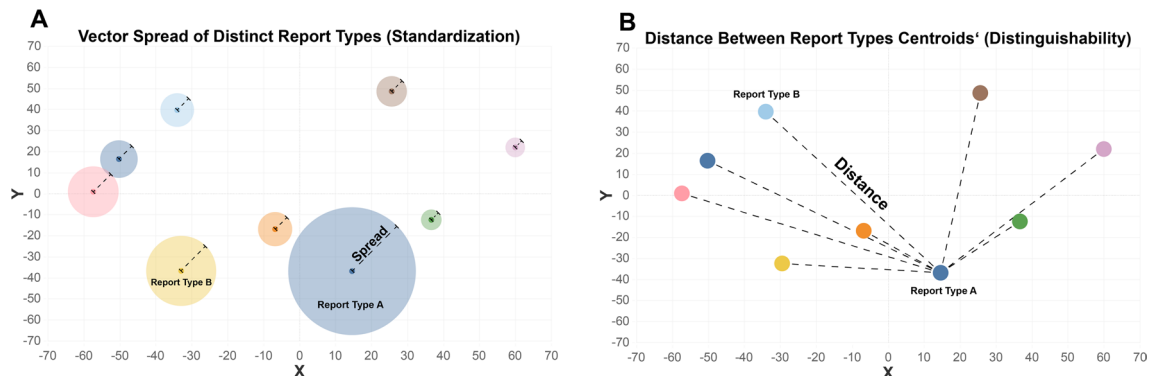 A
Vector Spread of Distinct Report Types (Standardization)
70
60
50
40
30
20
10
0
-10
-20
-30
-40
-50
-60
-70
Y
Spread
Report Type B
Report Type A
-70 -60 -50 -40 -30 -20 -10 0 10 20 30 40 50 60 70
X
B
Distance Between Report Types Centroids‘ (Distinguishability)
70
60
50
40
30
20
10
0
-10
-20
-30
-40
-50
-60
-70
Y
Report Type B
Distance
Report Type A
-70 -60 -50 -40 -30 -20 -10 0 10 20 30 40 50 60 70
X